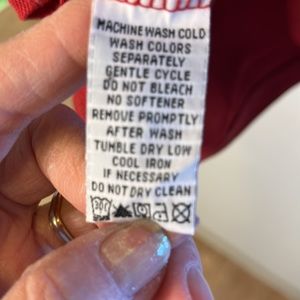 MACHINE WASH COLD
WASH COLORS
SEPARATELY
GENTLE CYCLE
DO NOT BLEACH
NO SOFTENER
REMOVE PROMPTLY
AFTER WASH
TUMBLE DRY LOW
COOL IRON
IF NECESSARY
DO NOT DRY CLEAN